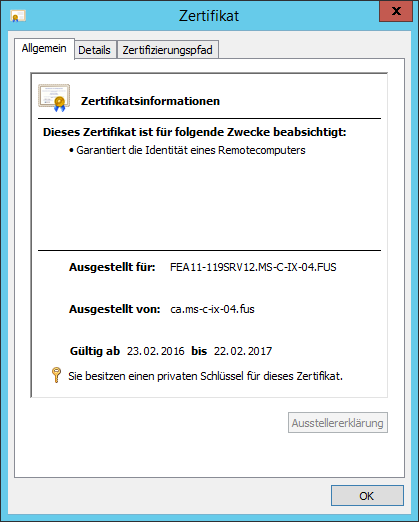 Zertifikat
x
Allgemein Details Zertifizierungspfad
Zertifikatsinformationen
Dieses Zertifikat ist für folgende Zwecke beabsichtigt:
• Garantiert die Identität eines Remotecomputers
Ausgestellt für: FEA11-119SRV12.MS-C-IX-04.FUS
Ausgestellt von: ca.ms-c-ix-04.fus
Gültig ab 23.02.2016 bis 22.02.2017
Sie besitzen einen privaten Schlüssel für dieses Zertifikat.
Ausstellererklärung
OK